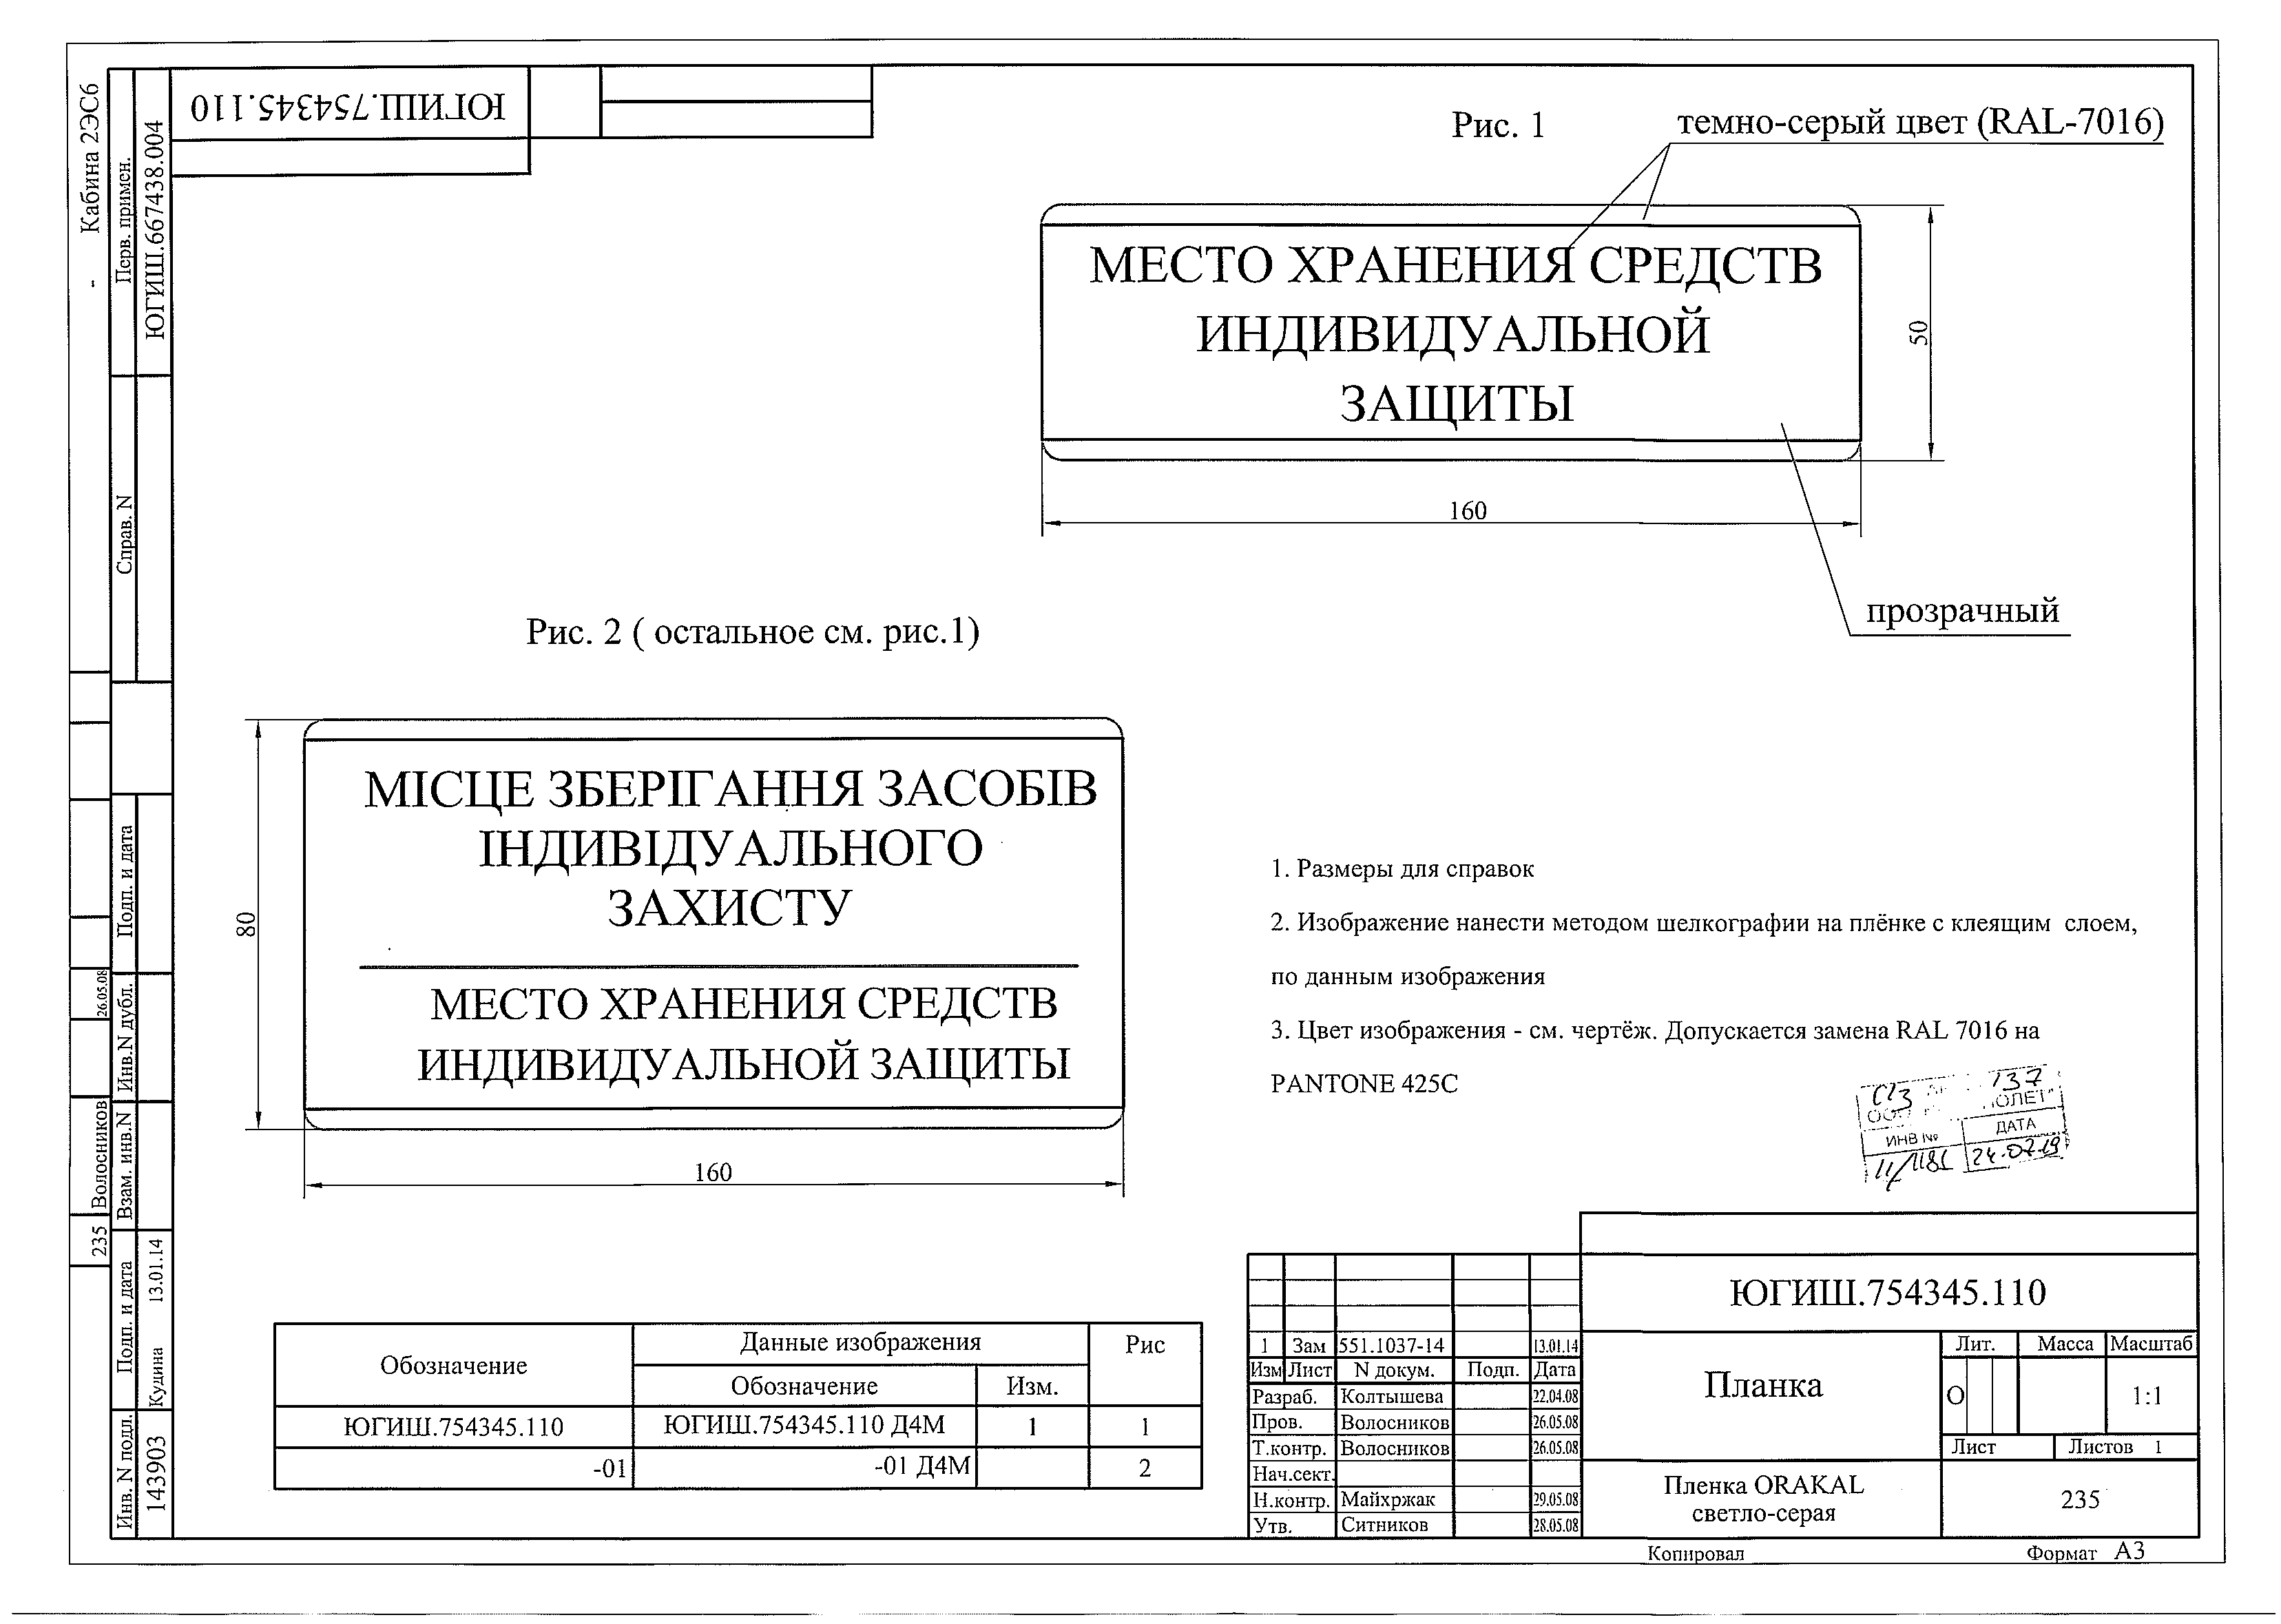 Кабина 2ЭС6
-
Перв. примен.
ЮГИШ.667438.004
Справ. N
Подп. и дата
Инв.N дубл.
Взам. инв.N
Подп. и дата
Инв. N подл.
26.05.08
Волосников
235
Кудина 13.01.14
143903
ЮГИШ.754345.110
Рис. 1
темно-серый цвет (RAL-7016)
МЕСТО ХРАНЕНИЯ СРЕДСТВ
ИНДИВИДУАЛЬНОЙ
ЗАЩИТЫ
50
160
прозрачный
Рис. 2 ( остальное см. рис.1)
МІСЦЕ ЗБЕРІГАННЯ ЗАСОБІВ
ІНДИВІДУАЛЬНОГО
ЗАХИСТУ
МЕСТО ХРАНЕНИЯ СРЕДСТВ
ИНДИВИДУАЛЬНОЙ ЗАЩИТЫ
80
160
1. Размеры для справок
2. Изображение нанести методом шелкографии на плёнке с клеящим слоем,
по данным изображения
3. Цвет изображения - см. чертёж. Допускается замена RAL 7016 на
PANTONE 425C
137
ООО
ИНВ № ДАТА
24.07.19
Обозначение Данные изображения Рис
Обозначение Изм.
ЮГИШ.754345.110 ЮГИШ.754345.110 Д4М 1 1
-01 -01 Д4М 2
ЮГИШ.754345.110
1 Зам 551.1037-14 13.01.14
Изм Лист N докум. Подп. Дата
Разраб. Колтышева 22.04.08
Пров. Волосников 26.05.08
Т.контр. Волосников 26.05.08
Нач.сект.
Н.контр. Майхржак 29.05.08
Утв. Ситников 28.05.08
Планка
Лит. Масса Масштаб
О 1:1
Лист Листов 1
Пленка ORAKAL
светло-серая
235
Копировал Формат А3